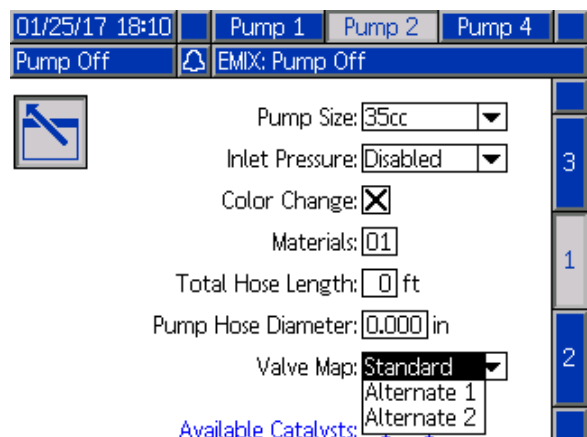 01/25/17 18:10 Pump 1 Pump 2 Pump 4
Pump Off EMIX: Pump Off
Pump Size: 35cc
Inlet Pressure: Disabled
3
Color Change:
Materials: 01
1
Total Hose Length: 0 ft
Pump Hose Diameter: 0.000 in
Valve Map: Standard
2
Alternate 1
Alternate 2
Available Catalysts: